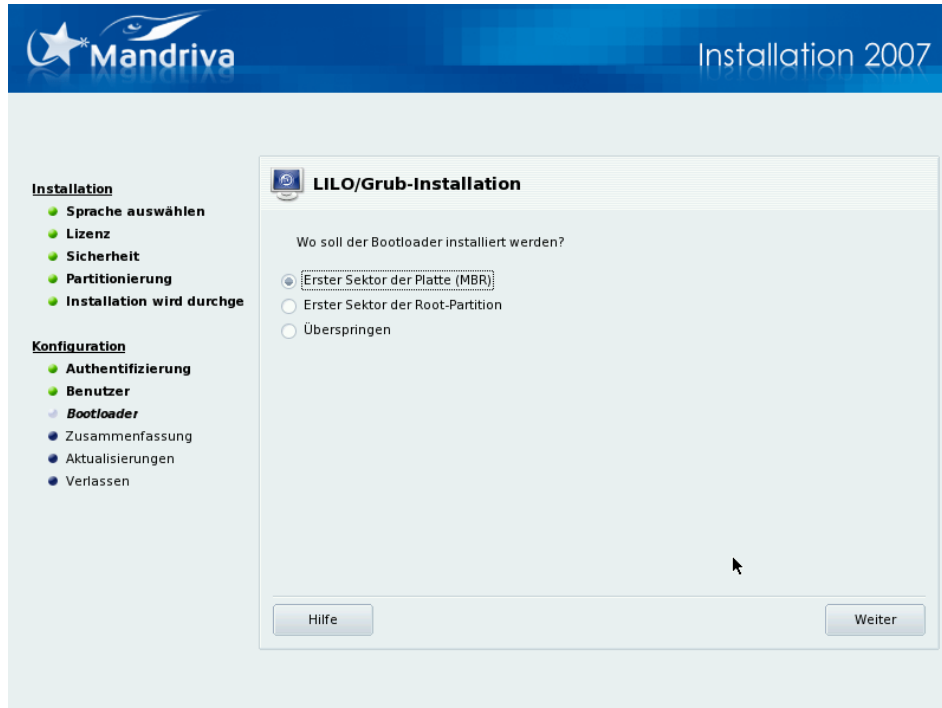 Mandriva
Installation 2007
Installation
Sprache auswählen
Lizenz
Sicherheit
Partitionierung
Installation wird durchge
Konfiguration
Authentifizierung
Benutzer
Bootloader
Zusammenfassung
Aktualisierungen
Verlassen
LILO/Grub-Installation
Wo soll der Bootloader installiert werden?
Erster Sektor der Platte (MBR)
Erster Sektor der Root-Partition
Überspringen
Hilfe
Weiter